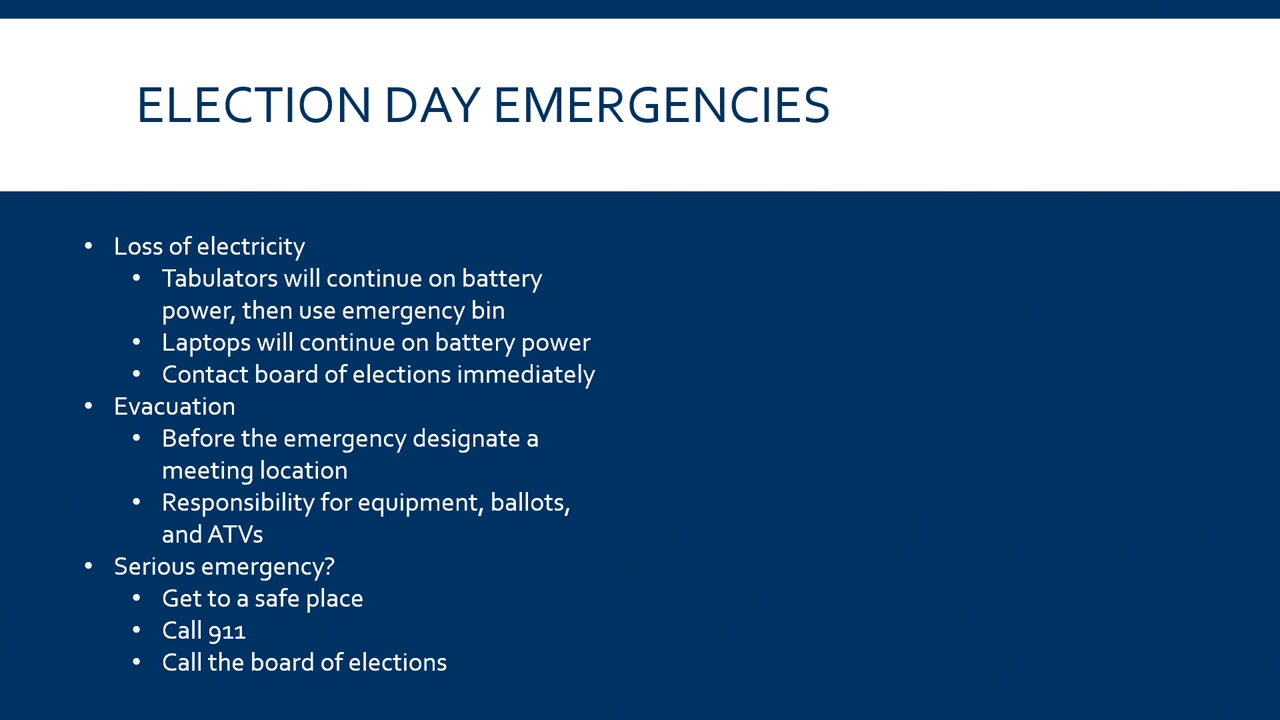 ELECTION DAY EMERGENCIES
• Loss of electricity
• Tabulators will continue on battery
power, then use emergency bin
• Laptops will continue on battery power
• Contact board of elections immediately
• Evacuation
• Before the emergency designate a
meeting location
• Responsibility for equipment, ballots,
and ATVs
• Serious emergency?
• Get to a safe place
• Call 911
• Call the board of elections